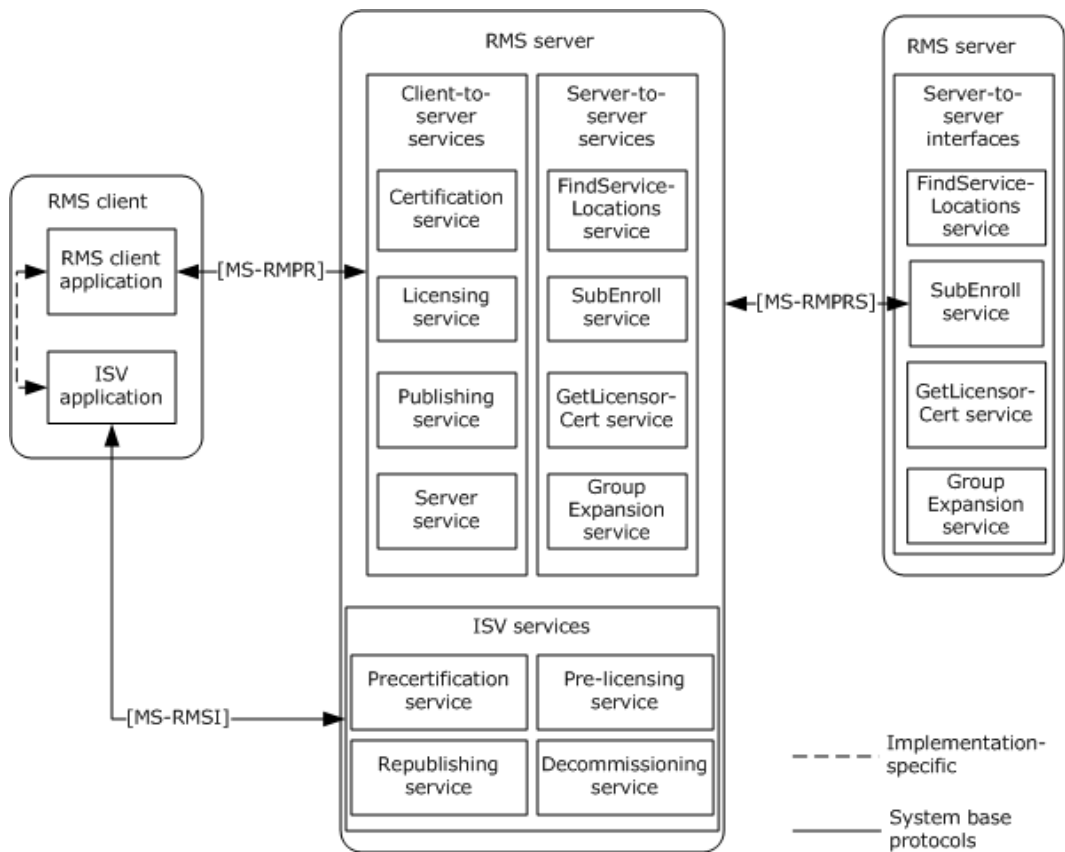 RMS client
RMS client
application
ISV
application
[MS-RMPR]
[MS-RMSI]
RMS server
Client-to-
server
services
Certification
service
Licensing
service
Publishing
service
Server
service
Server-to-
server
services
FindService-
Locations
service
SubEnroll
service
GetLicensor-
Cert service
Group
Expansion
service
ISV services
Precertification
service
Pre-licensing
service
Republishing
service
Decommissioning
service
[MS-RMPRS]
RMS server
Server-to-
server
interfaces
FindService-
Locations
service
SubEnroll
service
GetLicensor-
Cert service
Group
Expansion
service
Implementation-
specific
System base
protocols